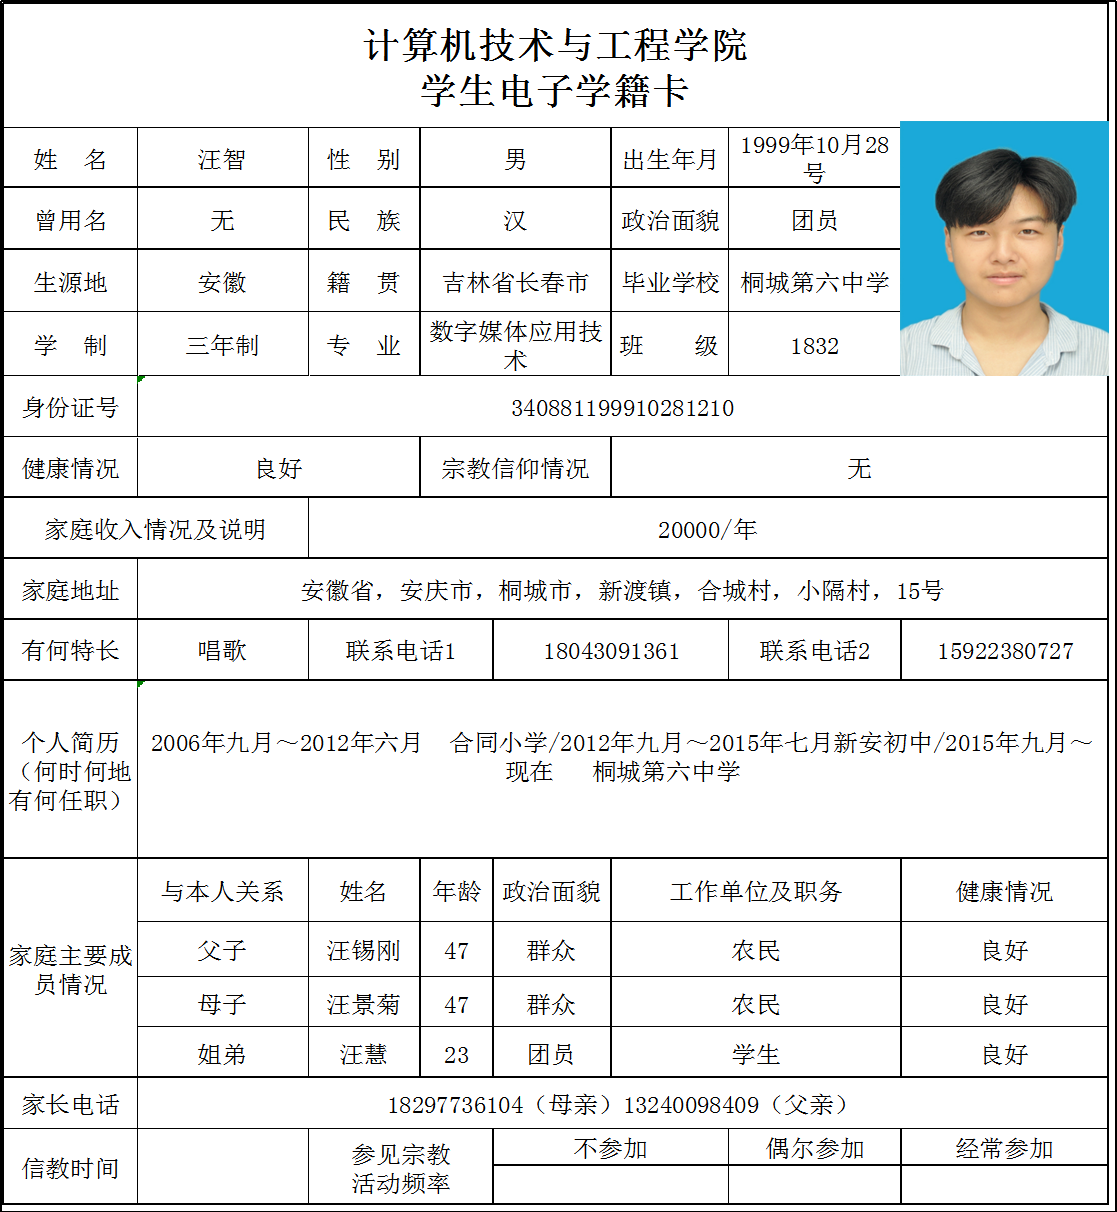 计算机技术与工程学院
学生电子学籍卡
姓 名 汪智 性 别 男 出生年月 1999年10月28号
曾用名 无 民 族 汉 政治面貌 团员
生源地 安徽 籍 贯 吉林省长春市 毕业学校 桐城第六中学
学 制 三年制 专 业 数字媒体应用技术 班 级 1832
身份证号 340881199910281210
健康情况 良好 宗教信仰情况 无
家庭收入情况及说明 20000/年
家庭地址 安徽省，安庆市，桐城市，新渡镇，合城村，小隔村，15号
有何特长 唱歌 联系电话1 18043091361 联系电话2 15922380727
个人简历
（何时何地
有何任职）
2006年九月～2012年六月 合同小学/2012年九月～2015年七月新安初中/2015年九月～
现在 桐城第六中学
家庭主要成
员情况
与本人关系 姓名 年龄 政治面貌 工作单位及职务 健康情况
父子 汪锡刚 47 群众 农民 良好
母子 汪景菊 47 群众 农民 良好
姐弟 汪慧 23 团员 学生 良好
家长电话 18297736104（母亲）13240098409（父亲）
信教时间
参见宗教
活动频率
不参加 偶尔参加 经常参加